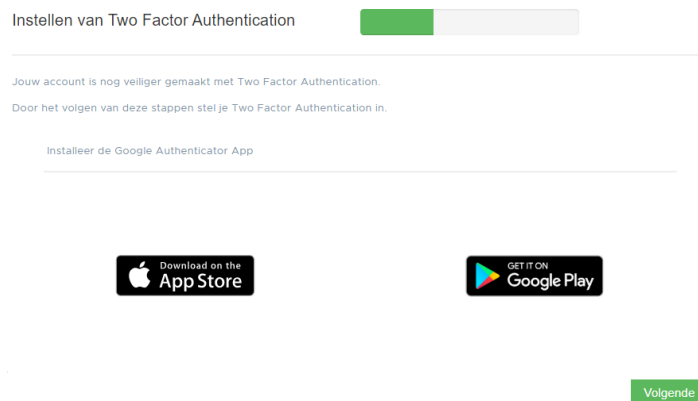 Instellen van Two Factor Authentication
Jouw account is nog veiliger gemaakt met Two Factor Authentication.
Door het volgen van deze stappen stel je Two Factor Authentication in.
Installeer de Google Authenticator App
Download on the
App Store
GET IT ON
Google Play
Volgende